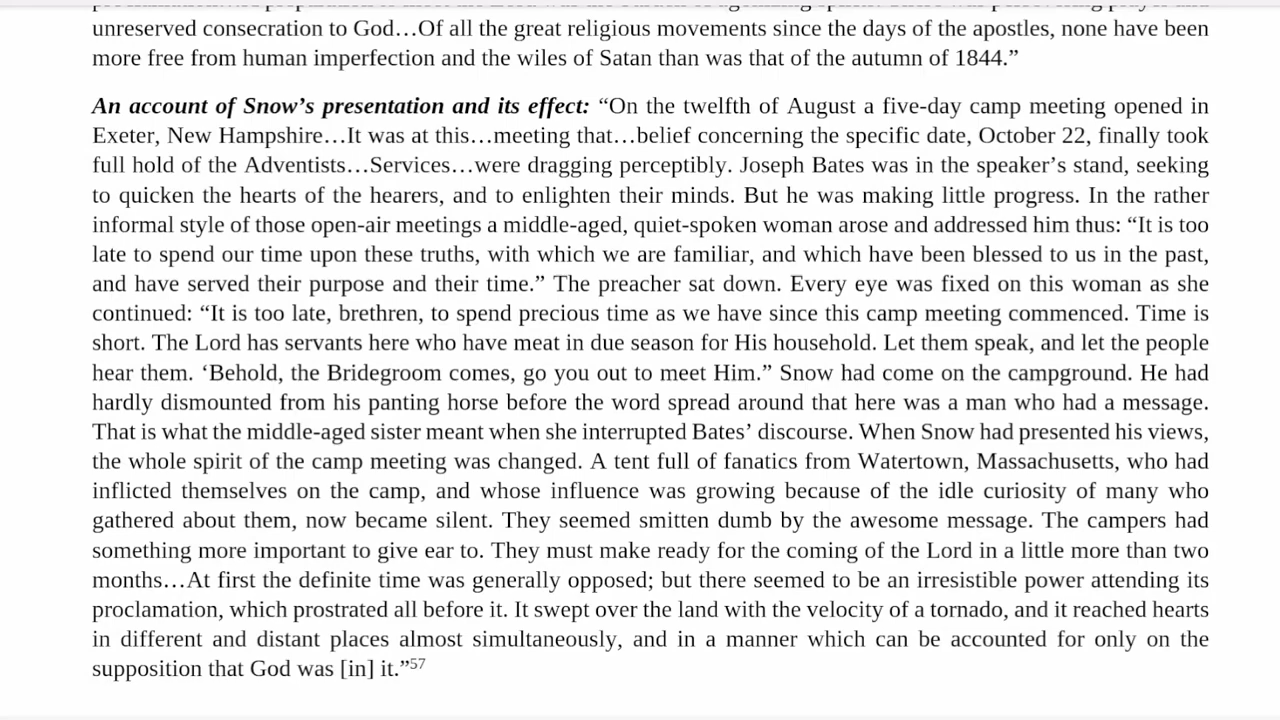 unreserved consecration to God…Of all the great religious movements since the days of the apostles, none have been
more free from human imperfection and the wiles of Satan than was that of the autumn of 1844.”
An account of Snow’s presentation and its effect: “On the twelfth of August a five-day camp meeting opened in
Exeter, New Hampshire…It was at this…meeting that…belief concerning the specific date, October 22, finally took
full hold of the Adventists…Services…were dragging perceptibly. Joseph Bates was in the speaker’s stand, seeking
to quicken the hearts of the hearers, and to enlighten their minds. But he was making little progress. In the rather
informal style of those open-air meetings a middle-aged, quiet-spoken woman arose and addressed him thus: “It is too
late to spend our time upon these truths, with which we are familiar, and which have been blessed to us in the past,
and have served their purpose and their time.” The preacher sat down. Every eye was fixed on this woman as she
continued: “It is too late, brethren, to spend precious time as we have since this camp meeting commenced. Time is
short. The Lord has servants here who have meat in due season for His household. Let them speak, and let the people
hear them. ‘Behold, the Bridegroom comes, go you out to meet Him.” Snow had come on the campground. He had
hardly dismounted from his panting horse before the word spread around that here was a man who had a message.
That is what the middle-aged sister meant when she interrupted Bates’ discourse. When Snow had presented his views,
the whole spirit of the camp meeting was changed. A tent full of fanatics from Watertown, Massachusetts, who had
inflicted themselves on the camp, and whose influence was growing because of the idle curiosity of many who
gathered about them, now became silent. They seemed smitten dumb by the awesome message. The campers had
something more important to give ear to. They must make ready for the coming of the Lord in a little more than two
months…At first the definite time was generally opposed; but there seemed to be an irresistible power attending its
proclamation, which prostrated all before it. It swept over the land with the velocity of a tornado, and it reached hearts
in different and distant places almost simultaneously, and in a manner which can be accounted for only on the
supposition that God was [in] it.”57